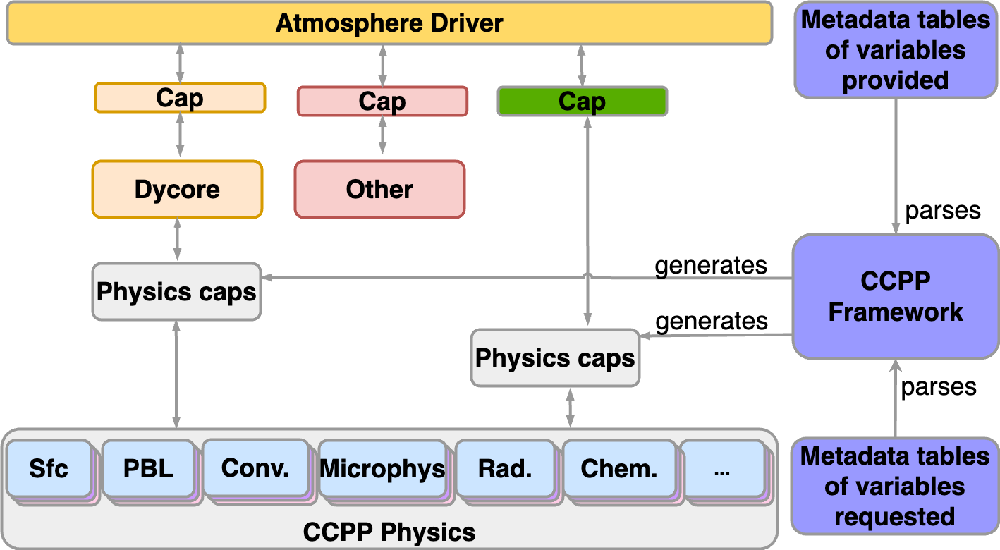 Atmosphere Driver
Metadata tables
of variables
provided
Cap
Cap
Cap
Dycore
Other
parses
generates
CCPP
Framework
Physics caps
generates
Physics caps
parses
Sfc
PBL
Conv.
Microphys
Rad.
Chem.
...
Metadata tables
of variables
requested
CCPP Physics